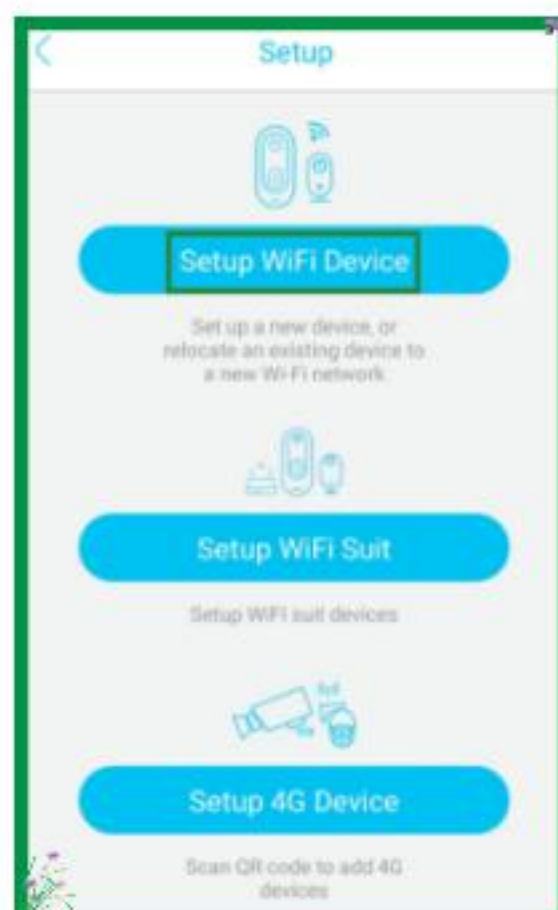 Setup
Setup WiFi Device
Set up a new device, or
relocate an existing device to
a new Wi-Fi network
Setup WiFi Suit
Setup WiFi suit devices
Setup 4G Device
Scan QR code to add 4G
devices